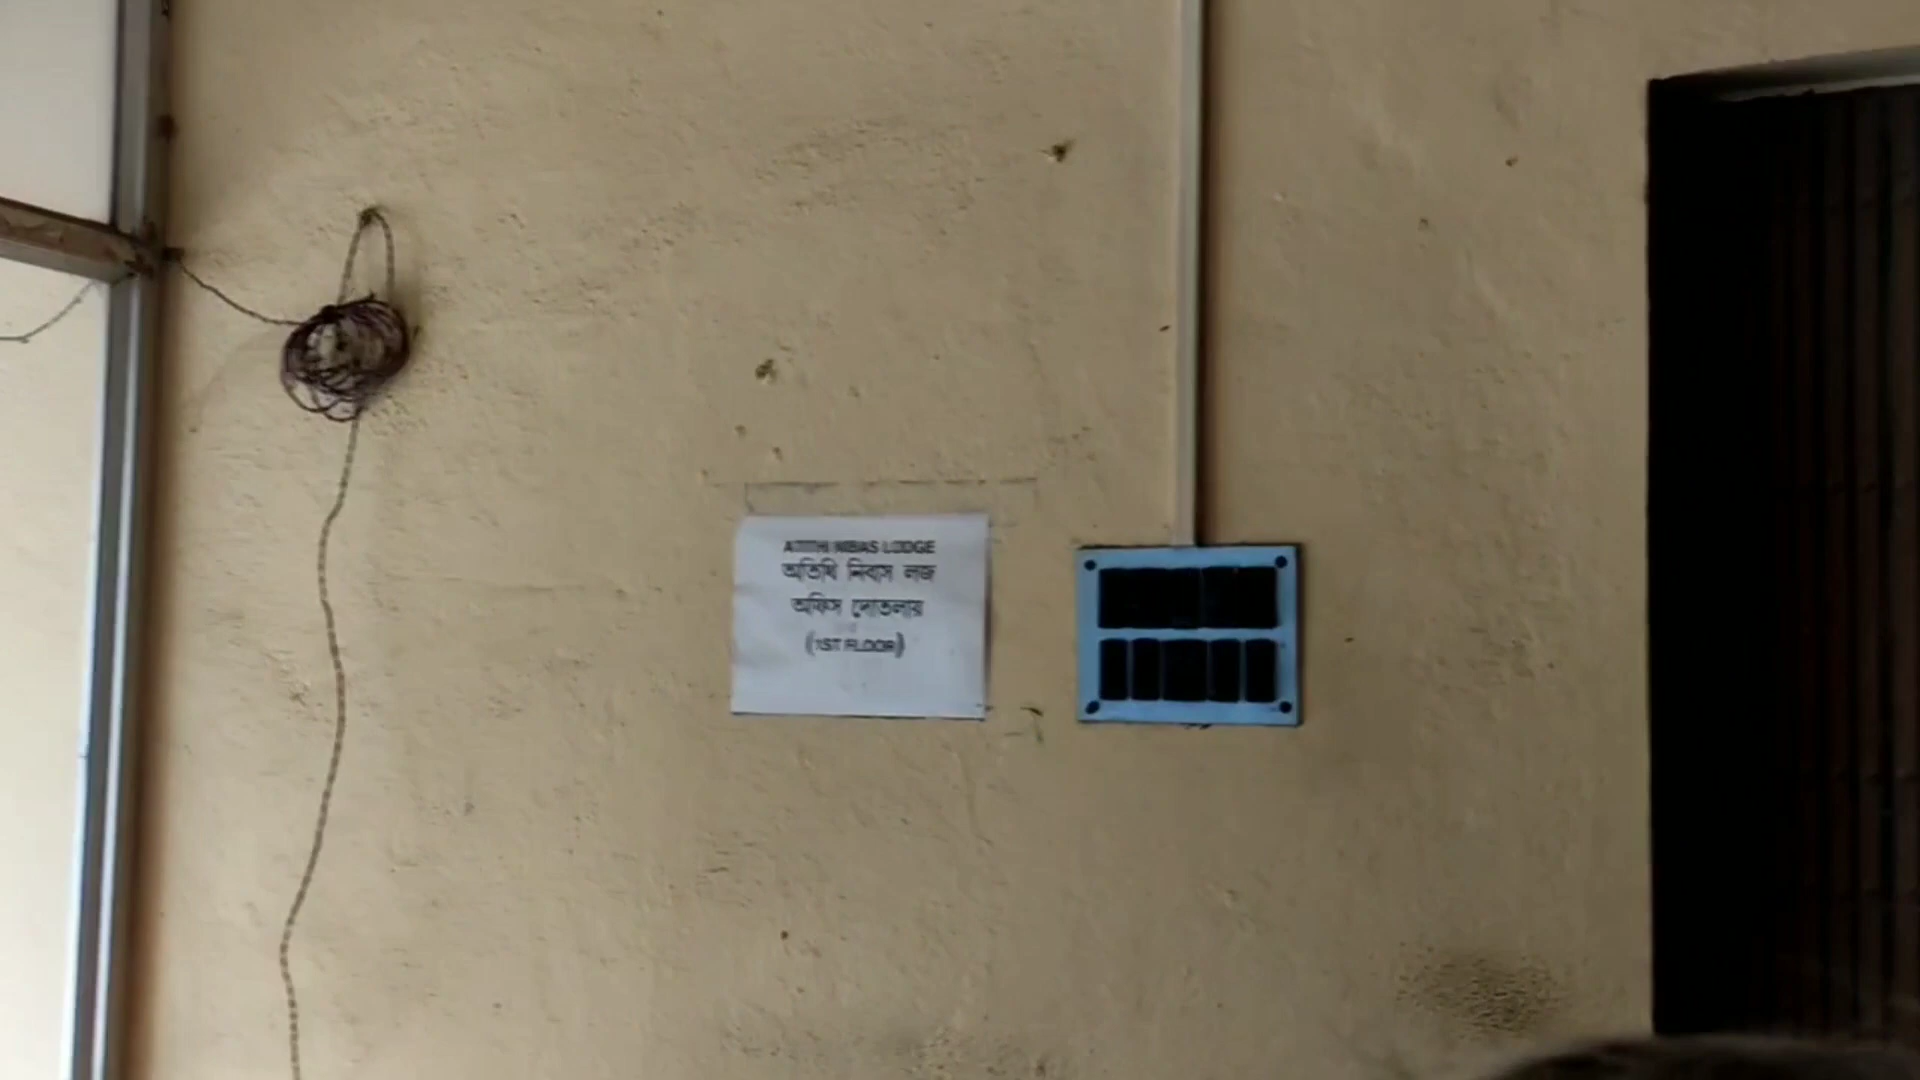 ATITHI NIBAS LODGE
অতিথি নিবাস লজ
অফিস দোতলায়
(1ST FLOOR)